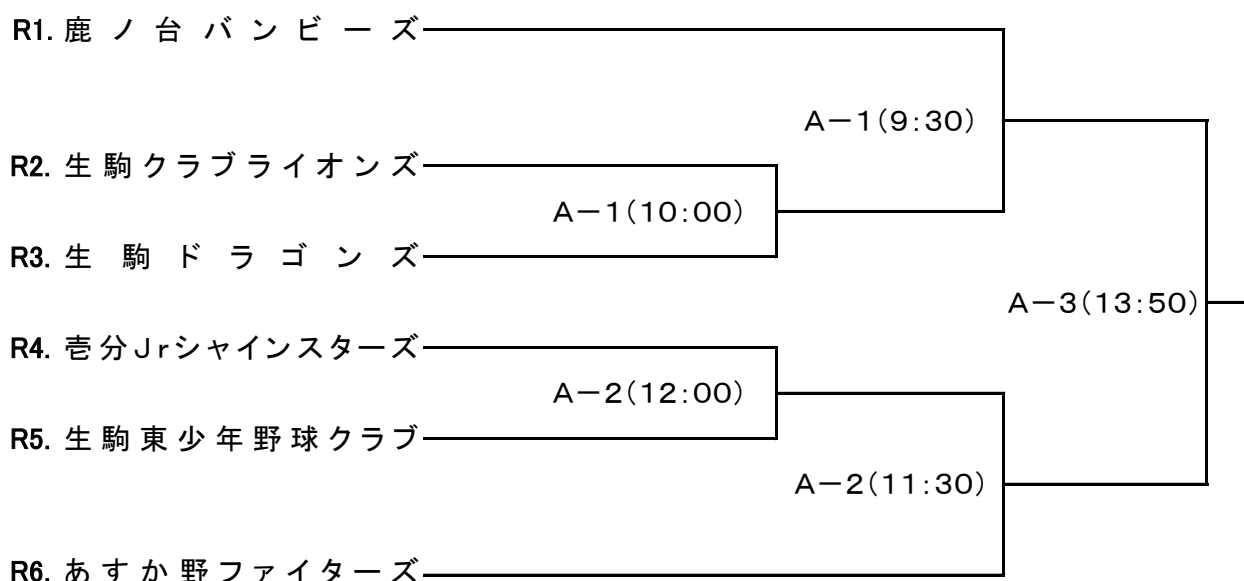 R1. 鹿ノ台バンビーズ
A－1(9:30)
R2. 生駒クラブライオンズ
A－1(10:00)
R3. 生駒ドラゴンズ
A－3(13:50)
R4. 壱分Jrシャインスターズ
A－2(12:00)
R5. 生駒東少年野球クラブ
A－2(11:30)
R6. あすか野ファイターズ